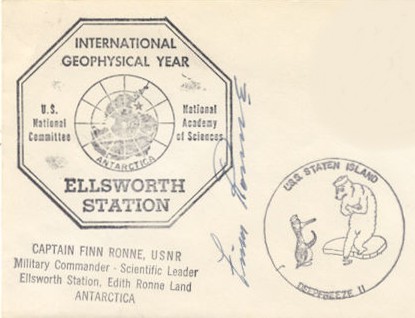 INTERNATIONAL
GEOPHYSICAL YEAR
U.S.
National
Committee
National
Academy
of Sciences
ANTARCTICA
ELLSWORTH
STATION
CAPTAIN FINN RONNE, USNR
Military Commander - Scientific Leader
Ellsworth Station, Edith Ronne Land
ANTARCTICA
Finn Ronne
U.S.S. STATEN ISLAND
DEEPFREEZE II